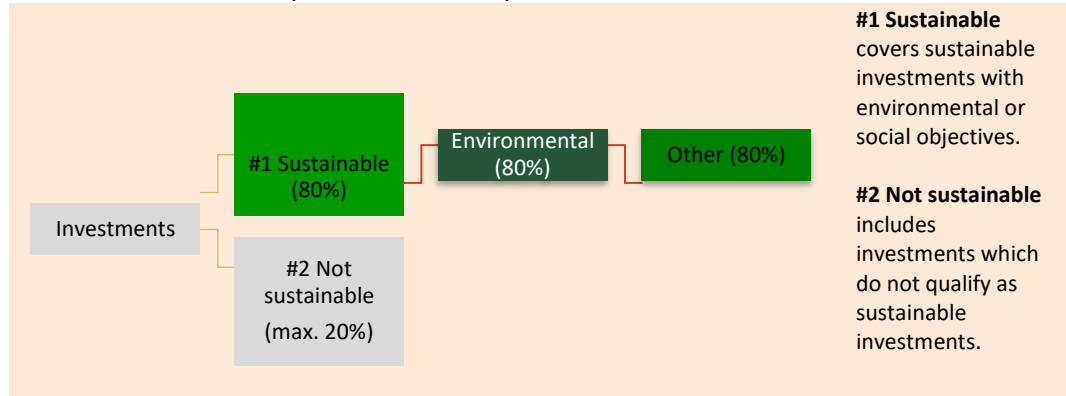 Investments
#1 Sustainable
(80%)
#2 Not
sustainable
(max. 20%)
Environmental
(80%)
Other (80%)
#1 Sustainable
covers sustainable
investments with
environmental or
social objectives.
#2 Not sustainable
includes
investments which
do not qualify as
sustainable
investments.